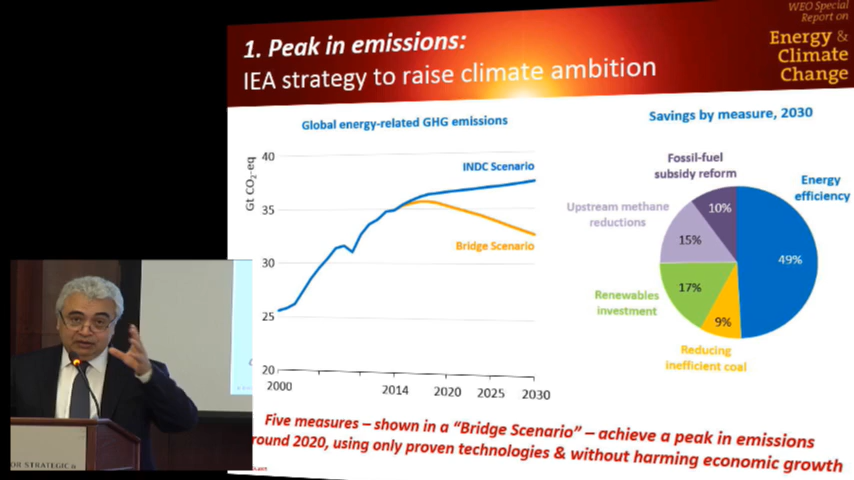 WEO Special
Report on
Energy &
Climate
Change
1. Peak in emissions:
IEA strategy to raise climate ambition
Global energy-related GHG emissions
Gt CO₂-eq
40
35
30
25
20
2000
2014
2020
2025
2030
INDC Scenario
Bridge Scenario
Savings by measure, 2030
Fossil-fuel
subsidy reform
Energy
efficiency
Upstream methane
reductions
Renewables
investment
Reducing
inefficient coal
10%
15%
49%
17%
9%
Five measures – shown in a “Bridge Scenario” – achieve a peak in emissions
round 2020, using only proven technologies & without harming economic growth
OR STRATEGIC &